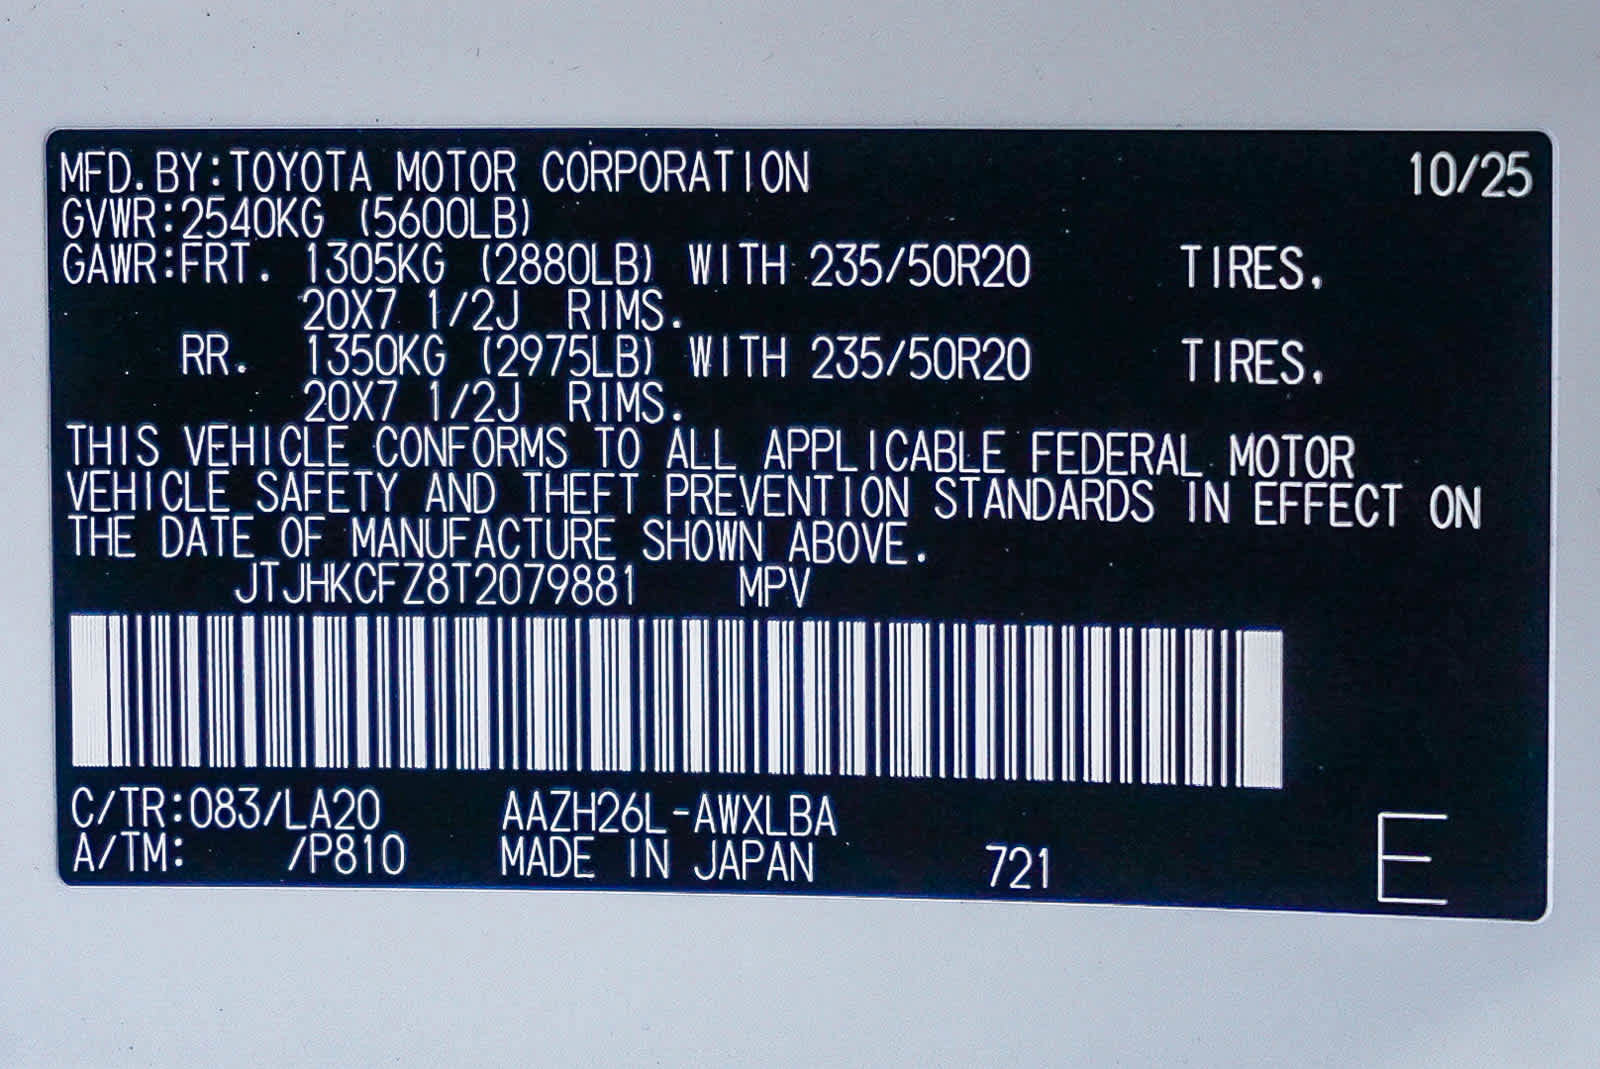 MFD.BY:TOYOTA MOTOR CORPORATION 10/25
GVWR:2540KG (5600LB)
GAWR:FRT. 1305KG (2880LB) WITH 235/50R20 TIRES.
20X7 1/2J RIMS.
RR. 1350KG (2975LB) WITH 235/50R20 TIRES.
20X7 1/2J RIMS.
THIS VEHICLE CONFORMS TO ALL APPLICABLE FEDERAL MOTOR
VEHICLE SAFETY AND THEFT PREVENTION STANDARDS IN EFFECT ON
THE DATE OF MANUFACTURE SHOWN ABOVE.
JTJHKCFZ8T2079881 MPV
C/TR:083/LA20 AAZH26L-AWXLBA
A/TM: /P810 MADE IN JAPAN 721 E